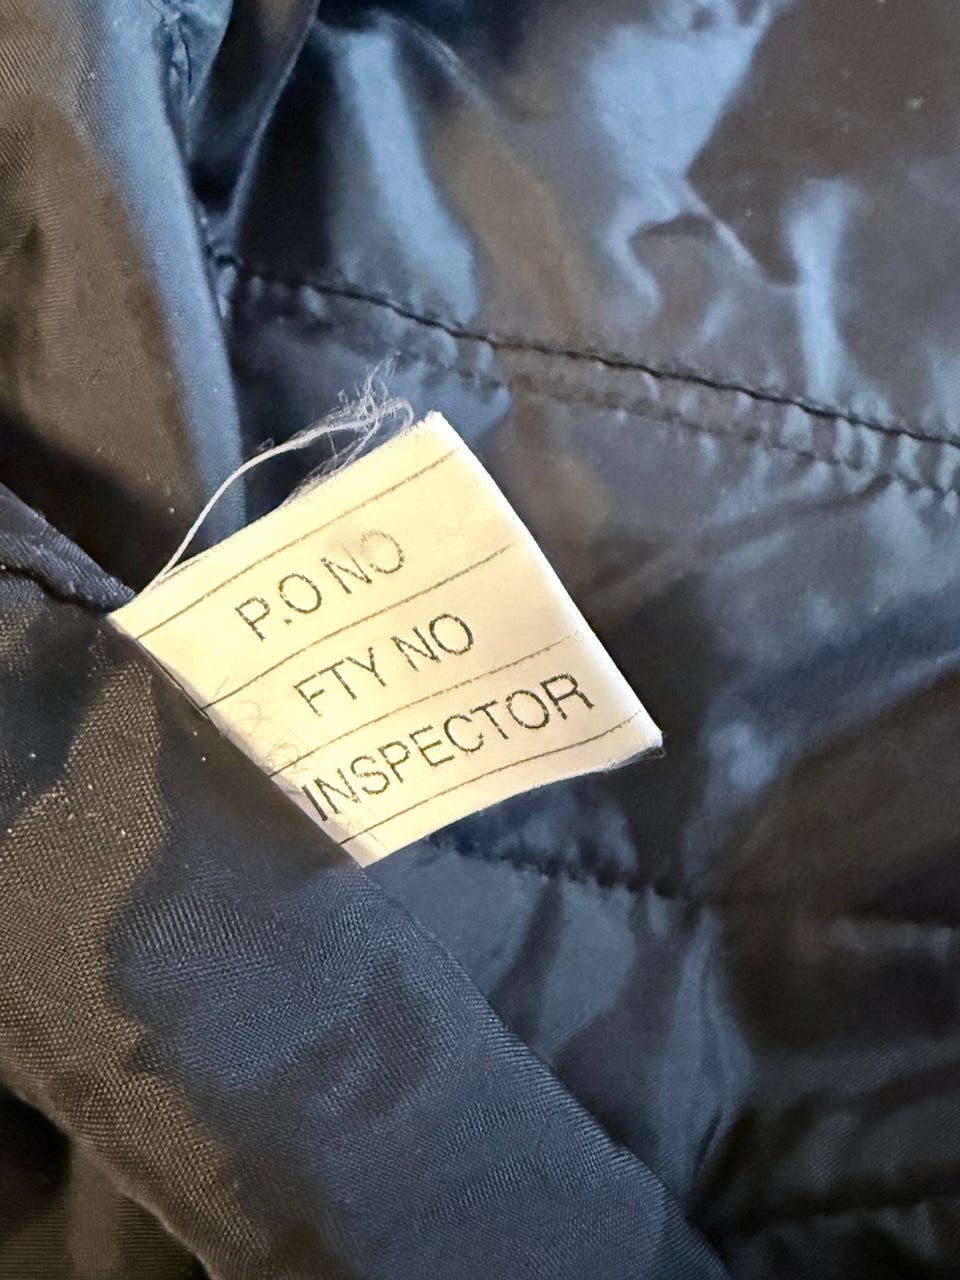 P.O NO
FTY NO
INSPECTOR